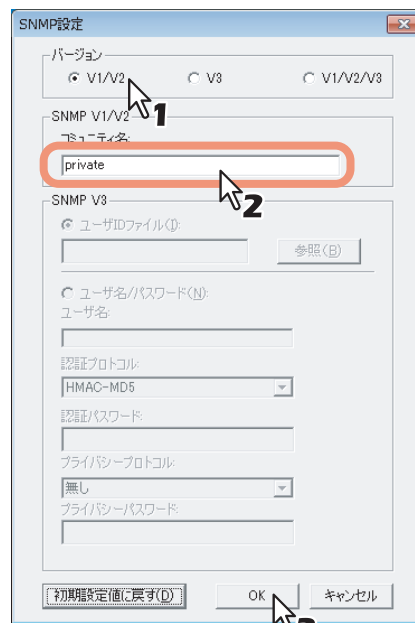 SNMP設定
バージョン
V1/V2 V3 V1/V2/V3
1
SNMP V1/V2
コミュニティ名:
private
2
SNMP V3
ユーザIDファイル(I):
参照(B)
ユーザ名/パスワード(N):
ユーザ名:
認証プロトコル:
HMAC-MD5
認証パスワード:
プライバシープロトコル:
無し
プライバシーパスワード:
初期設定値に戻す(D) OK キャンセル